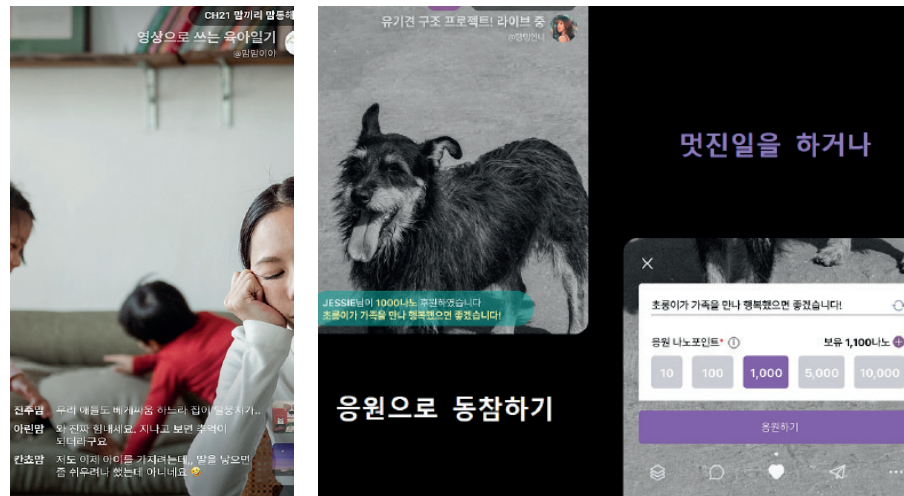 CH21 맘끼리 맘통해
영상으로 쓰는 육아일기
@맘맘이야
진주맘 우리 애들도 베게싸움 하느라 집이
아린맘 와 진짜 힘내세요. 지나고 보면 추억이
되더라구요
칸쵸맘 저도 이제 아이를 가지려는데,, 딸을 낳으면
좀 쉬우려나 했는데 아니네요 🤣
유기견 구조 프로젝트! 라이브 중
@멍밍언니
JESSIE님이 1000나노 후원하였습니다
초롱이가 가족을 만나 행복했으면 좋겠습니다!
응원으로 동참하기
멋진일을 하거나
초롱이가 가족을 만나 행복했으면 좋겠습니다!
응원 나노포인트* 보유 1,100나노
10 100 1,000 5,000 10,000
응원하기